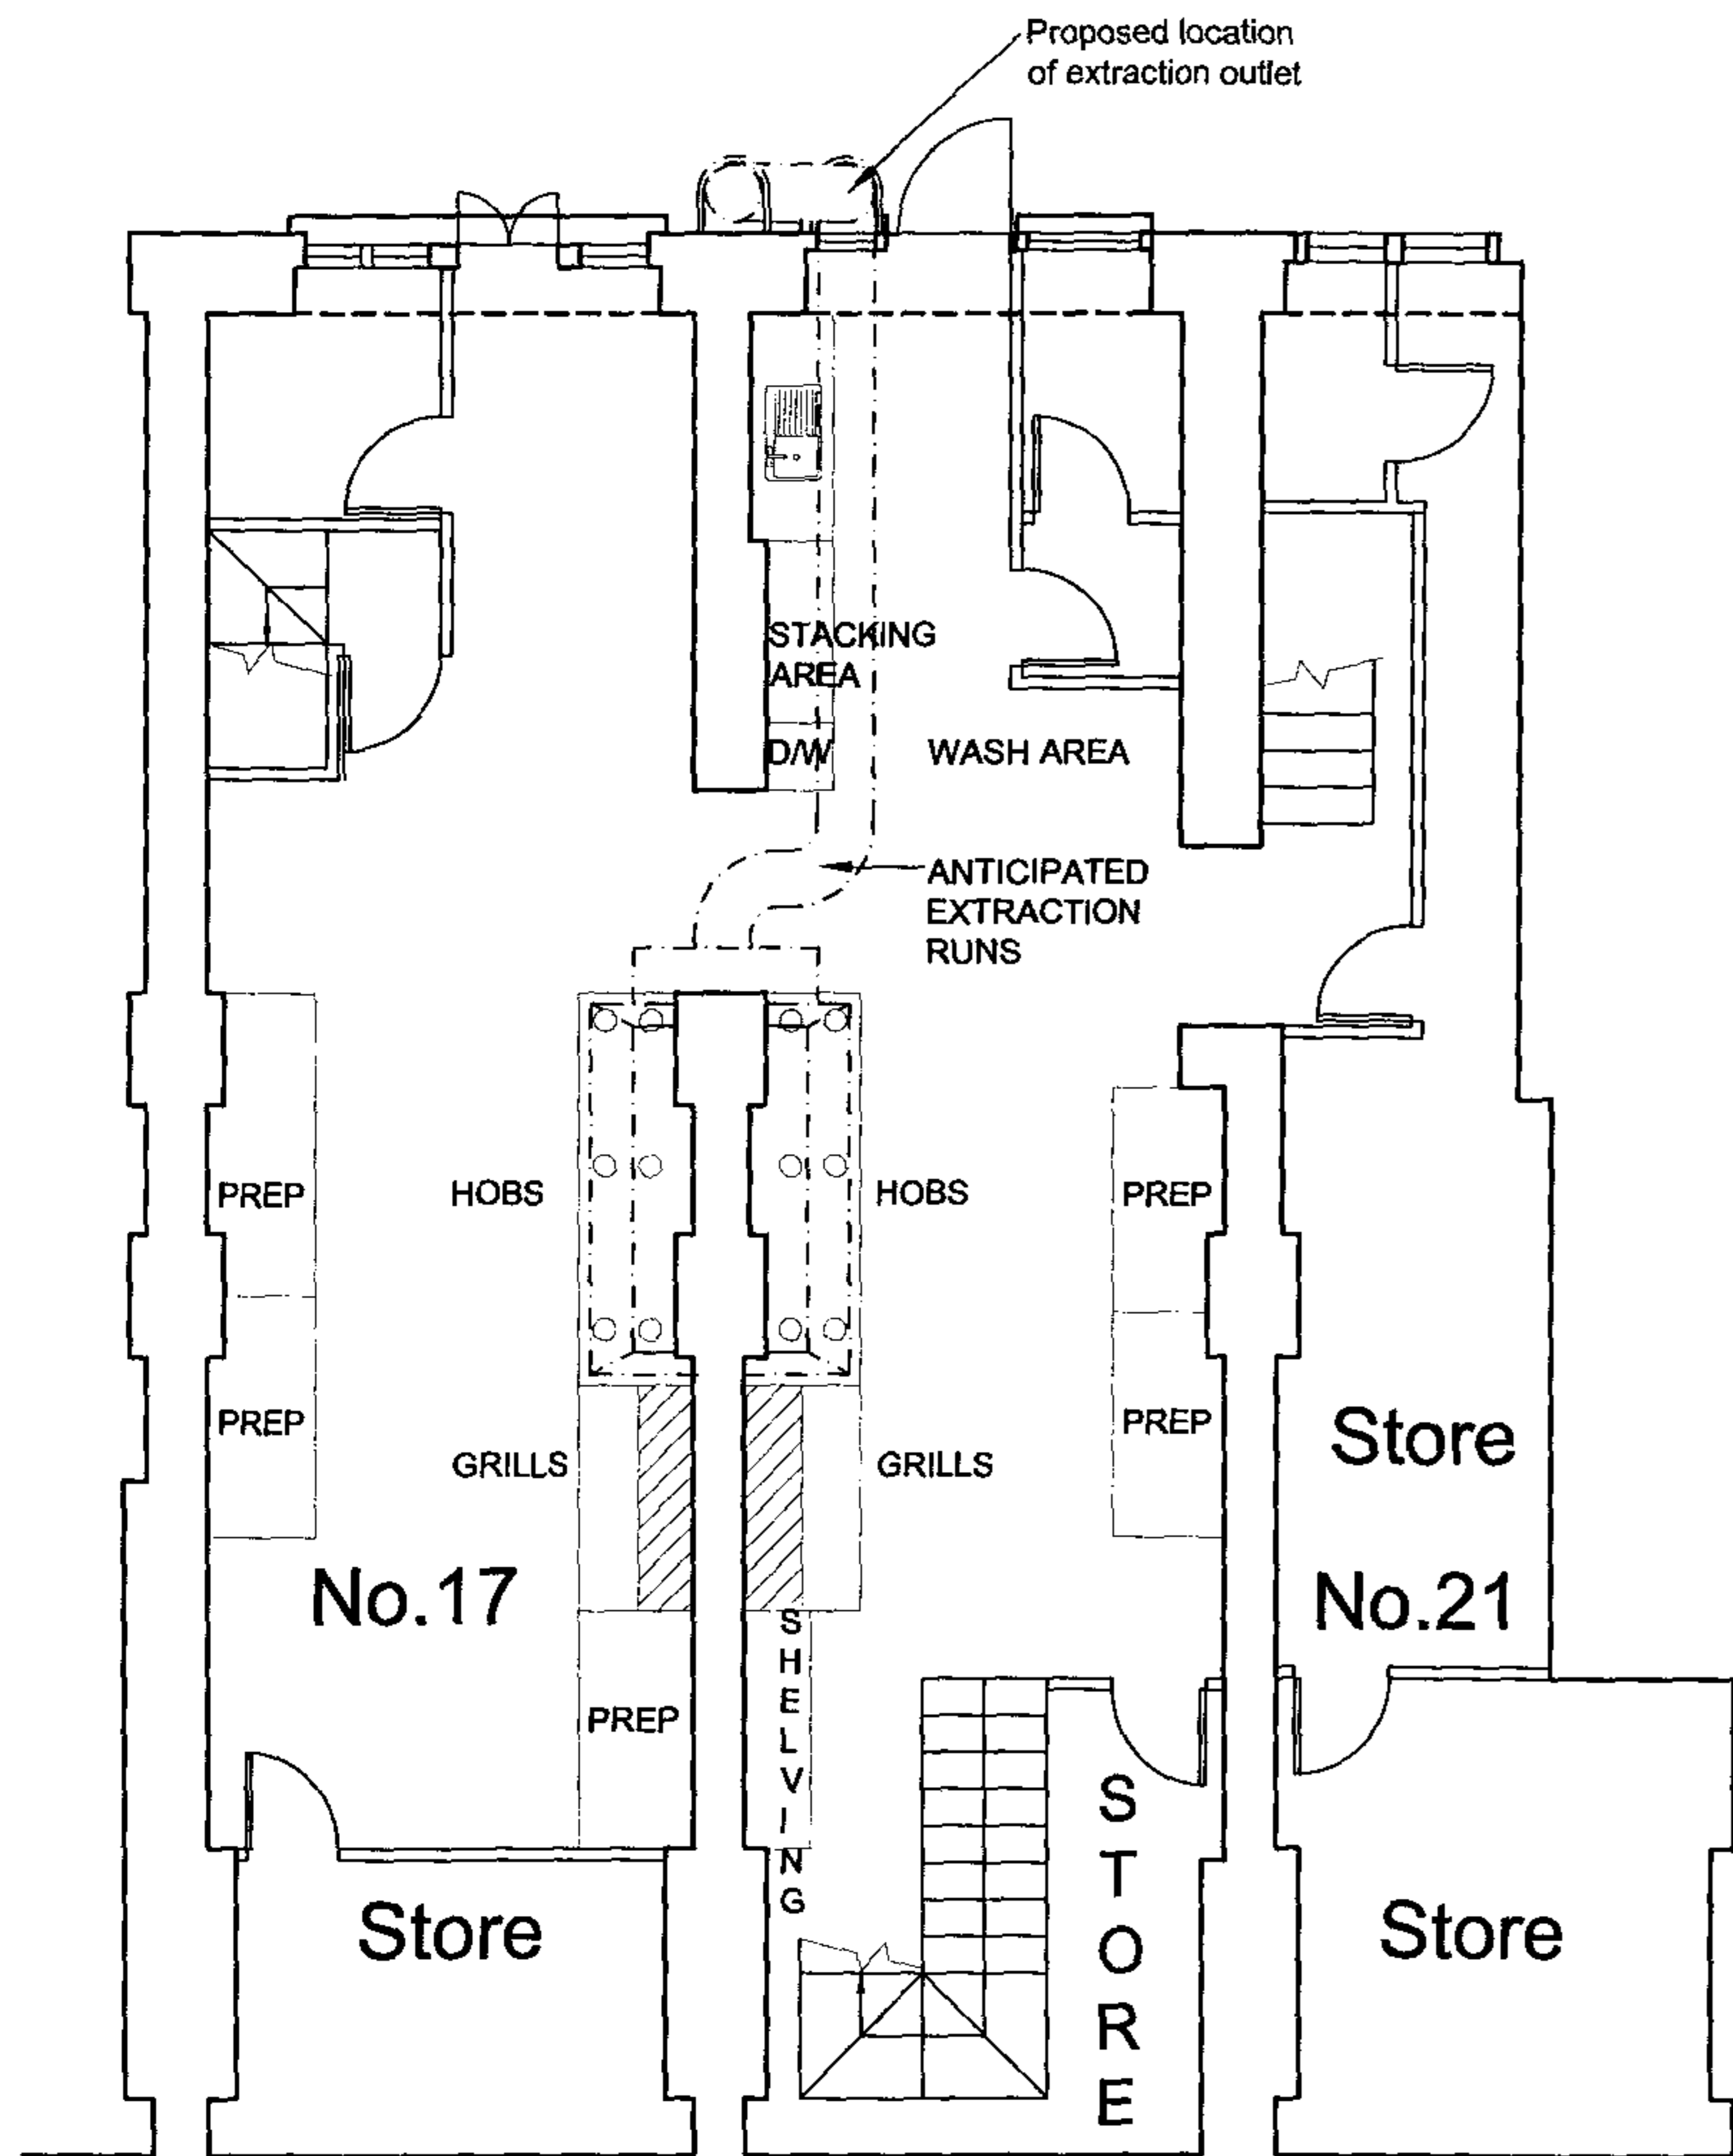 Proposed location
of extraction outlet
STACKING
AREA
D/W
WASH AREA
ANTICIPATED
EXTRACTION
RUNS
PREP
HOBS
HOBS
PREP
PREP
GRILLS
GRILLS
PREP
Store
No.17
No.21
SHELVING
PREP
STORE
Store
Store